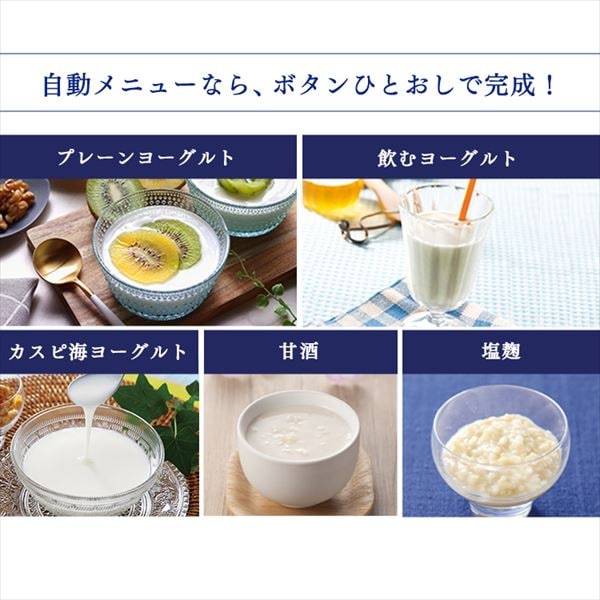 自動メニューなら、ボタンひとおしで完成！
プレーンヨーグルト
飲むヨーグルト
カスピ海ヨーグルト
甘酒
塩麹